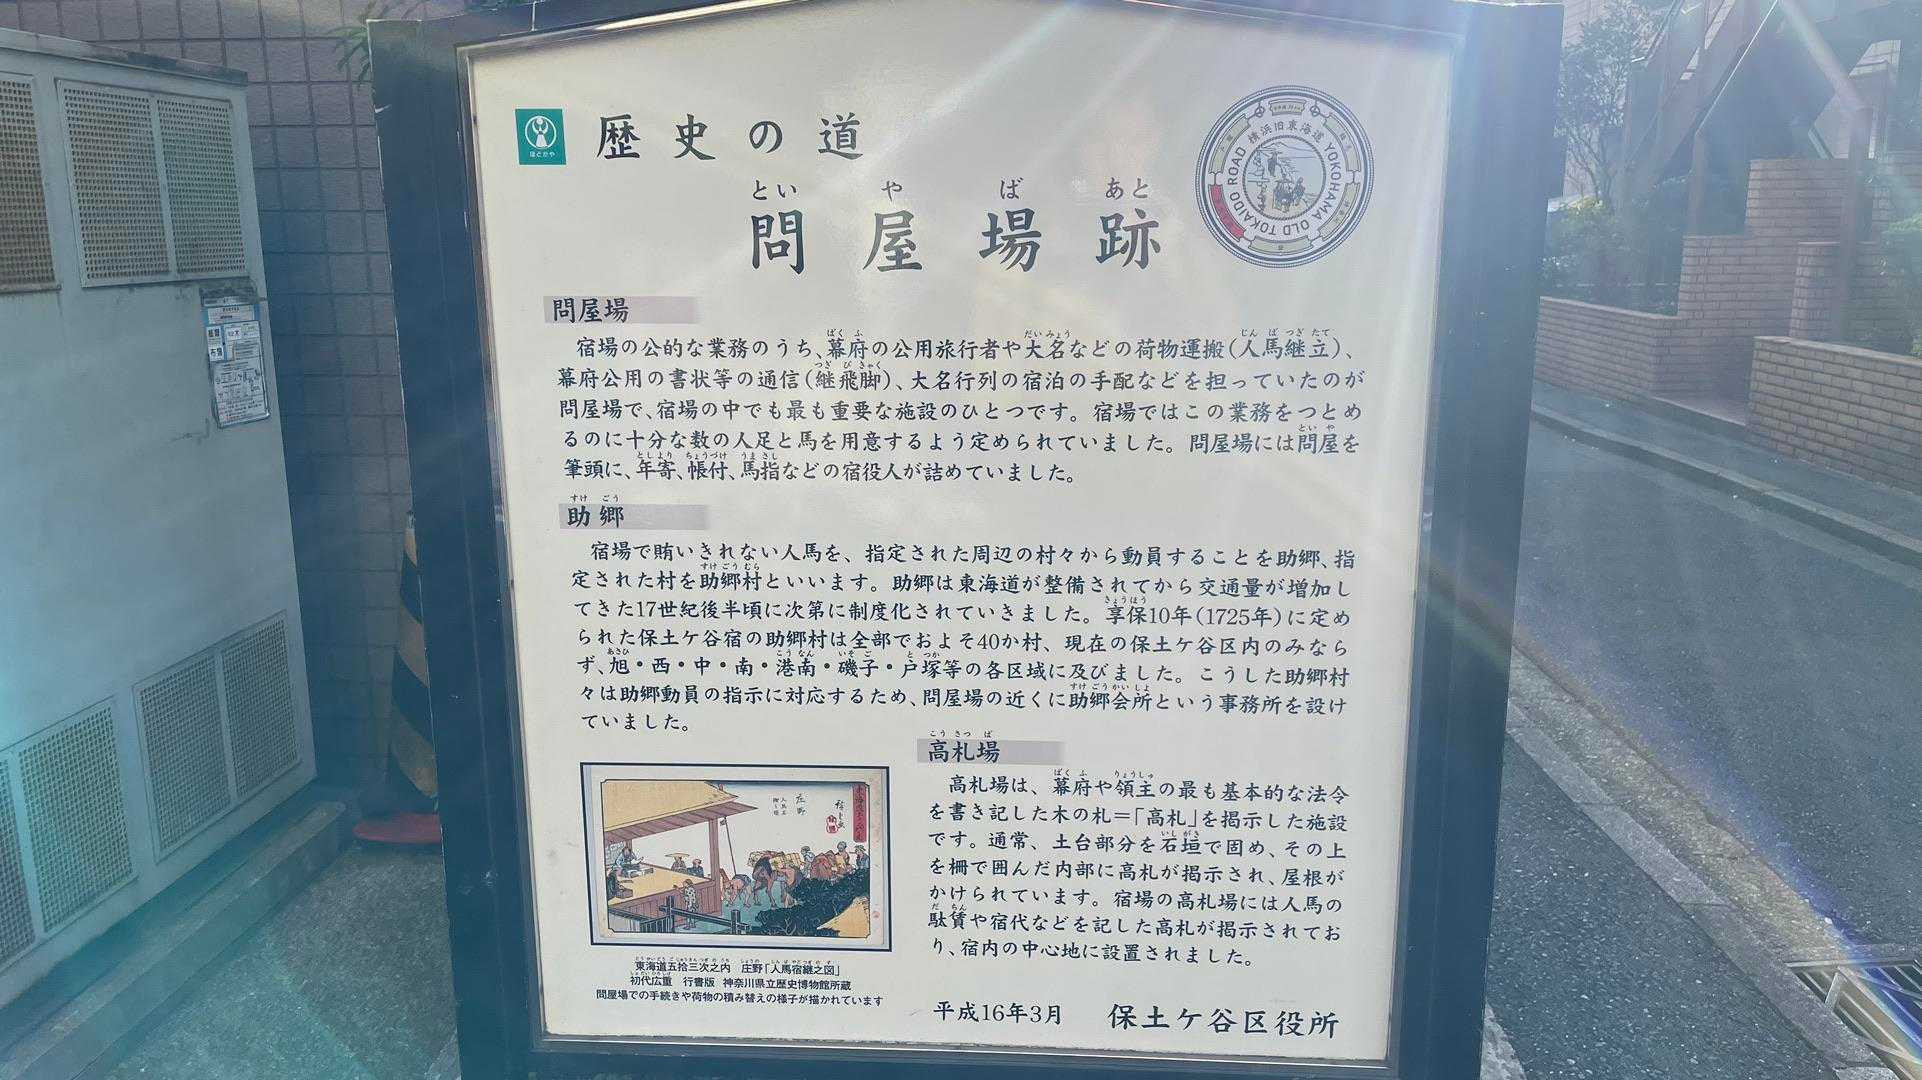 ほどがや
歴史の道
横浜旧東海道 YOKOHAMA OLD TOKAIDO ROAD
といやばあと
問屋場跡
問屋場
宿場の公的な業務のうち、幕府の公用旅行者や大名などの荷物運搬(人馬継立)、
幕府公用の書状等の通信(継飛脚)、大名行列の宿泊の手配などを担っていたのが
問屋場で、宿場の中でも最も重要な施設のひとつです。宿場ではこの業務をつとめ
るのに十分な数の人足と馬を用意するよう定められていました。問屋場には問屋を
筆頭に、年寄、帳付、馬指などの宿役人が詰めていました。
すけごう
助郷
宿場で賄いきれない人馬を、指定された周辺の村々から動員することを助郷、指
定された村を助郷村といいます。助郷は東海道が整備されてから交通量が増加し
てきた17世紀後半頃に次第に制度化されていきました。享保10年(1725年)に定め
られた保土ケ谷宿の助郷村は全部でおよそ40か村、現在の保土ケ谷区内のみなら
ず、旭・西・中・南・港南・磯子・戸塚等の各区域に及びました。こうした助郷村
々は助郷動員の指示に対応するため、問屋場の近くに助郷会所という事務所を設け
ていました。
こうさつば
高札場
高札場は、幕府や領主の最も基本的な法令
を書き記した木の札=「高札」を掲示した施設
です。通常、土台部分を石垣で固め、その上
を柵で囲んだ内部に高札が掲示され、屋根が
かけられています。宿場の高札場には人馬の
駄賃や宿代などを記した高札が掲示されてお
り、宿内の中心地に設置されました。
東海道五拾三次之内 庄野「人馬宿継之図」
初代広重 行書版 神奈川県立歴史博物館所蔵
問屋場での手続きや荷物の積み替えの様子が描かれています
平成16年3月 保土ケ谷区役所